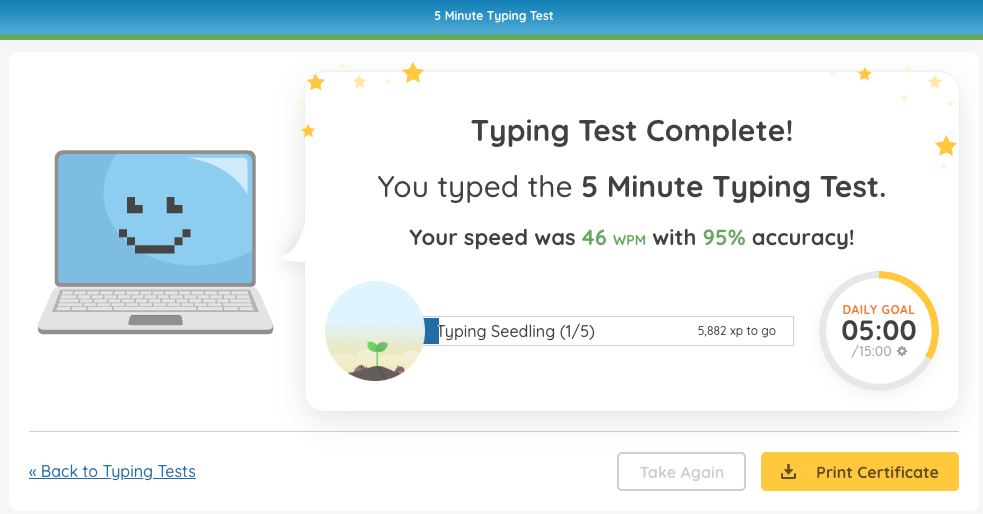 5 Minute Typing Test
Typing Test Complete!
You typed the 5 Minute Typing Test.
Your speed was 46 WPM with 95% accuracy!
Typing Seedling (1/5)
5,882 xp to go
DAILY GOAL
05:00
/15:00
« Back to Typing Tests
Take Again
Print Certificate